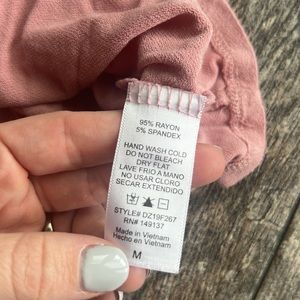 95% RAYON
5% SPANDEX
HAND WASH COLD
DO NOT BLEACH
DRY FLAT
LAVE FRIO A MANO
NO USAR CLORO
SECAR EXTENDIDO
STYLE# DZ19F267
RN# 149137
Made in Vietnam
Hecho en Vietnam
M